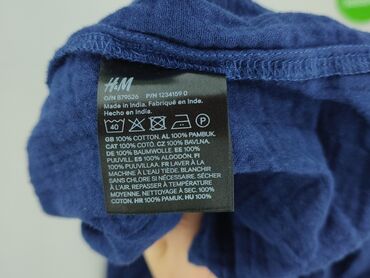 H&M
O/N 879526 P/N 1234159 0
Made in India. Fabriqué en Inde.
Hecho en India.
40
GB 100% COTTON. AL 100% PAMBUK.
CAT 100% COTÓ. CZ 100% BAVLNA.
DE 100% BAUMWOLLE. EE 100%
PUUVILL. ES 100% ALGODÓN. FI
100% PUUVILLAA. FR LAVER À LA
MACHINE À L'EAU TIÈDE. BLANCHIR
SANS CHLORE SI NÉCESSAIRE. SÉCHER
À L'AIR. REPASSER À TEMPÉRATURE
MOYENNE. NETTOYAGE À SEC. 100%
COTON. HR 100% PAMUK. HU 100%